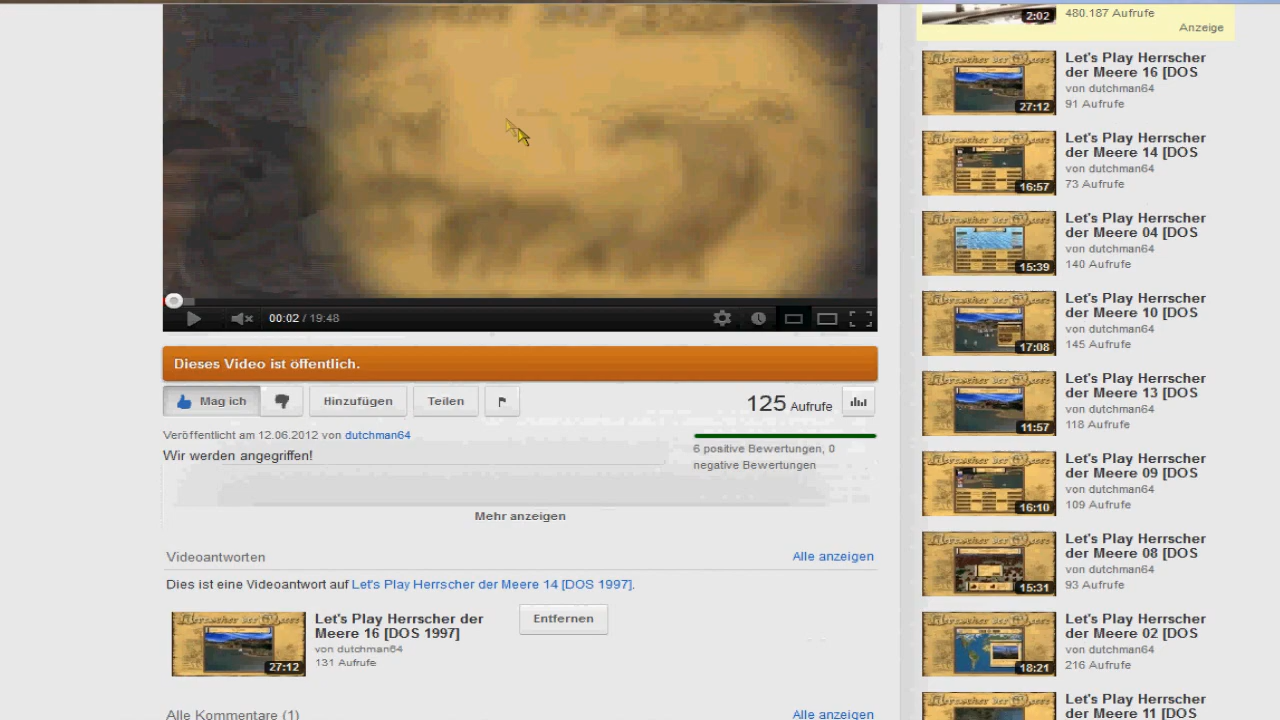 2:02
480.187 Aufrufe
Anzeige
00:02 / 19:48
Dieses Video ist öffentlich.
Mag ich
Hinzufügen
Teilen
125 Aufrufe
Veröffentlicht am 12.06.2012 von dutchman64
Wir werden angegriffen!
6 positive Bewertungen, 0
negative Bewertungen
Mehr anzeigen
Videoantworten
Alle anzeigen
Dies ist eine Videoantwort auf Let's Play Herrscher der Meere 14 [DOS 1997].
27:12
Let's Play Herrscher der
Meere 16 [DOS 1997]
von dutchman64
131 Aufrufe
Entfernen
Alle Kommentare (1)
Alle anzeigen
27:12
Let's Play Herrscher
der Meere 16 [DOS
von dutchman64
91 Aufrufe
16:57
Let's Play Herrscher
der Meere 14 [DOS
von dutchman64
73 Aufrufe
15:39
Let's Play Herrscher
der Meere 04 [DOS
von dutchman64
140 Aufrufe
17:08
Let's Play Herrscher
der Meere 10 [DOS
von dutchman64
145 Aufrufe
11:57
Let's Play Herrscher
der Meere 13 [DOS
von dutchman64
118 Aufrufe
16:10
Let's Play Herrscher
der Meere 09 [DOS
von dutchman64
109 Aufrufe
15:31
Let's Play Herrscher
der Meere 08 [DOS
von dutchman64
93 Aufrufe
18:21
Let's Play Herrscher
der Meere 02 [DOS
von dutchman64
216 Aufrufe
Let's Play Herrscher
der Meere 11 [DOS